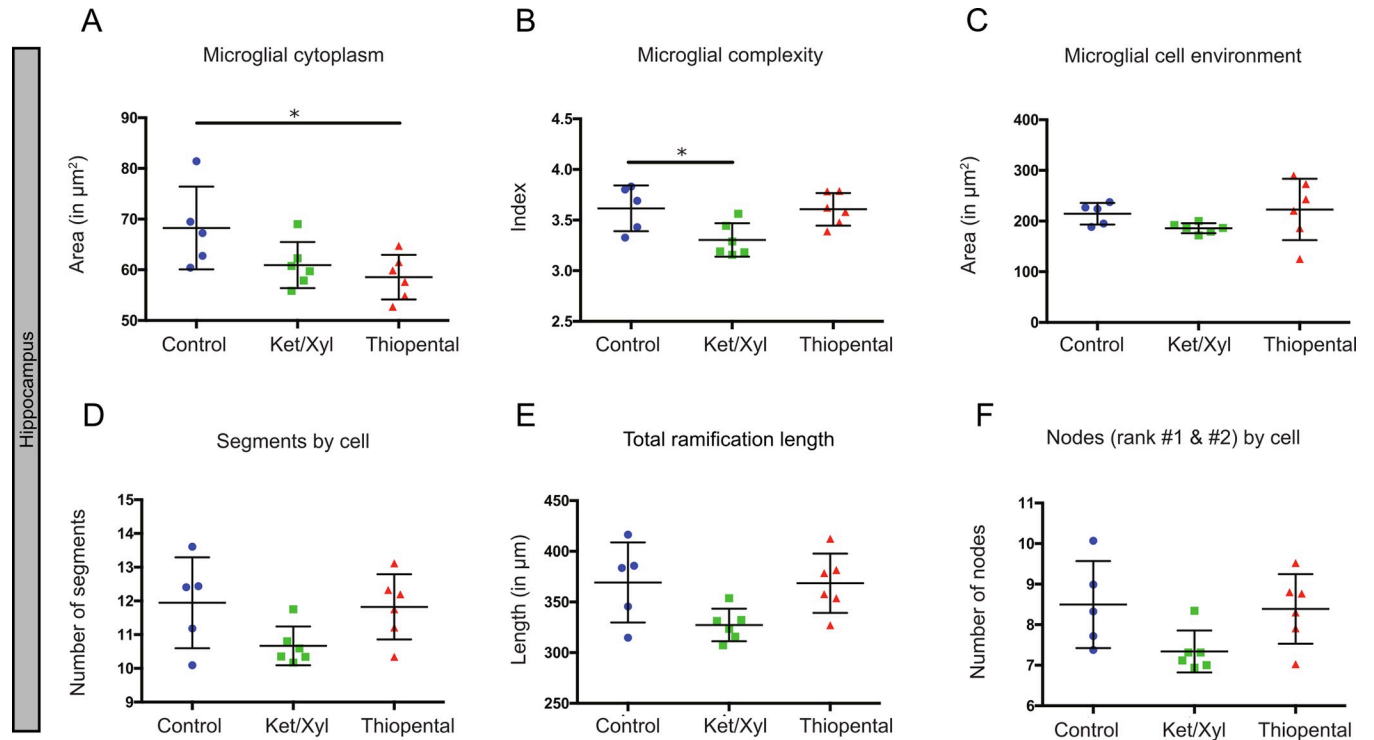 Hippocampus
A
Microglial cytoplasm
Area (in μm²)
90
80
70
60
50
*
Control Ket/Xyl Thiopental
B
Microglial complexity
Index
4.5
4.0
3.5
3.0
2.5
*
Control Ket/Xyl Thiopental
C
Microglial cell environment
Area (in μm²)
400
300
200
100
0
Control Ket/Xyl Thiopental
D
Segments by cell
Number of segments
15
14
13
12
11
10
9
Control Ket/Xyl Thiopental
E
Total ramification length
Length (in μm)
450
400
350
300
250
Control Ket/Xyl Thiopental
F
Nodes (rank #1 & #2) by cell
Number of nodes
11
10
9
8
7
6
Control Ket/Xyl Thiopental